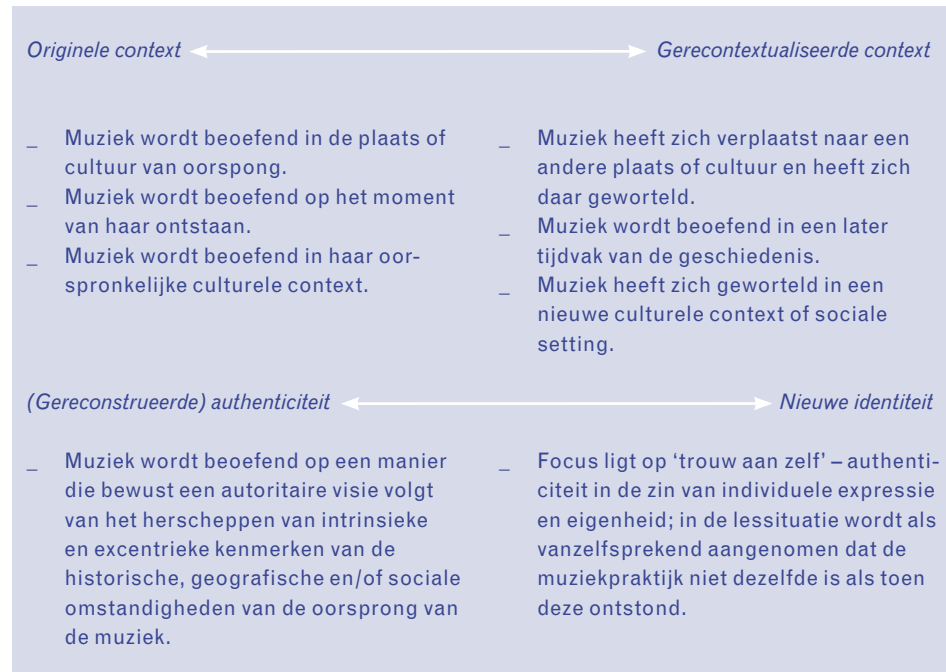 Originele context Gerecontextualiseerde context
_ Muziek wordt beoefend in de plaats of
cultuur van oorspong.
_ Muziek wordt beoefend op het moment
van haar ontstaan.
_ Muziek wordt beoefend in haar oor-
spronkelijke culturele context.
_ Muziek heeft zich verplaatst naar een
andere plaats of cultuur en heeft zich
daar geworteld.
_ Muziek wordt beoefend in een later
tijdvak van de geschiedenis.
_ Muziek heeft zich geworteld in een
nieuwe culturele context of sociale
setting.
(Gereconstrueerde) authenticiteit Nieuwe identiteit
_ Muziek wordt beoefend op een manier
die bewust een autoritaire visie volgt
van het herscheppen van intrinsieke
en excentrieke kenmerken van de
historische, geografische en/of sociale
omstandigheden van de oorsprong van
de muziek.
_ Focus ligt op ‘trouw aan zelf’ – authenti-
citeit in de zin van individuele expressie
en eigenheid; in de lessituatie wordt als
vanzelfsprekend aangenomen dat de
muziekpraktijk niet dezelfde is als toen
deze ontstond.